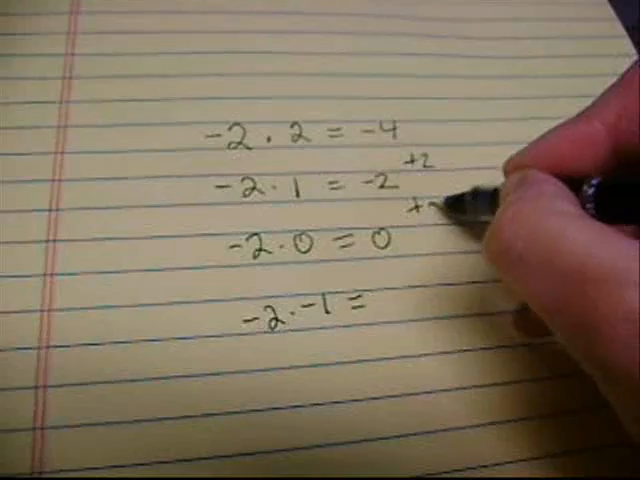 -2 · 2 = -4
+2
-2 · 1 = -2
+
-2 · 0 = 0
-2 · -1 =